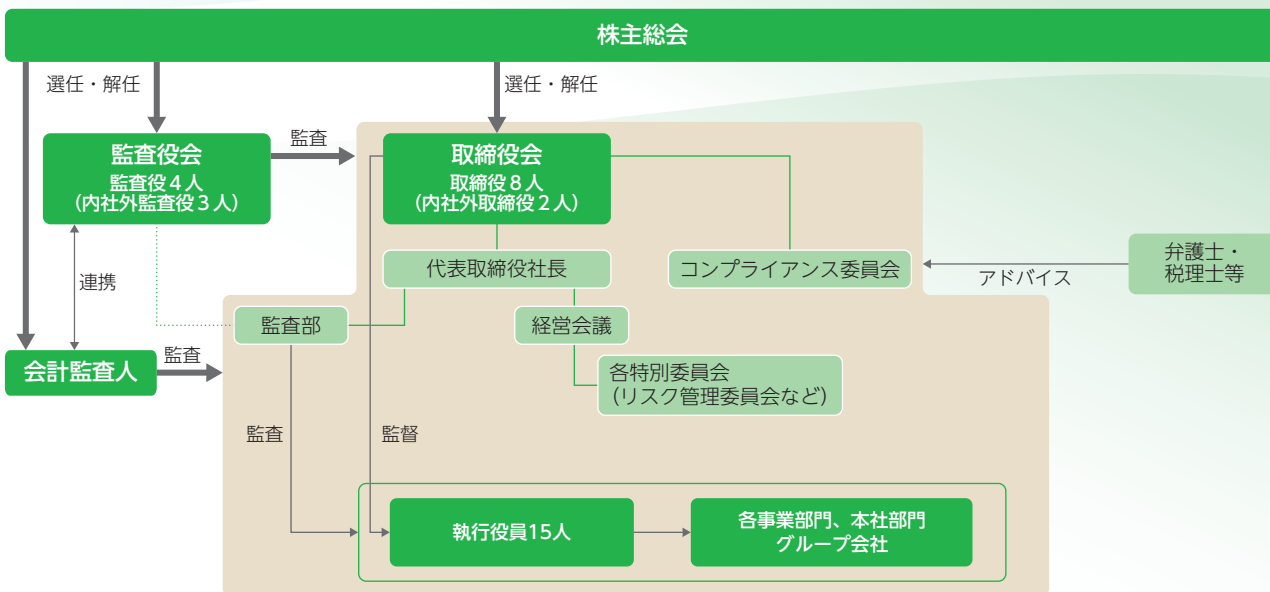 株主総会
選任・解任
選任・解任
監査役会
監査役4人
（内社外監査役3人）
監査
取締役会
取締役8人
（内社外取締役2人）
連携
代表取締役社長
コンプライアンス委員会
アドバイス
弁護士・
税理士等
監査部
経営会議
会計監査人
監査
各特別委員会
（リスク管理委員会など）
監査
監督
執行役員15人
各事業部門、本社部門
グループ会社